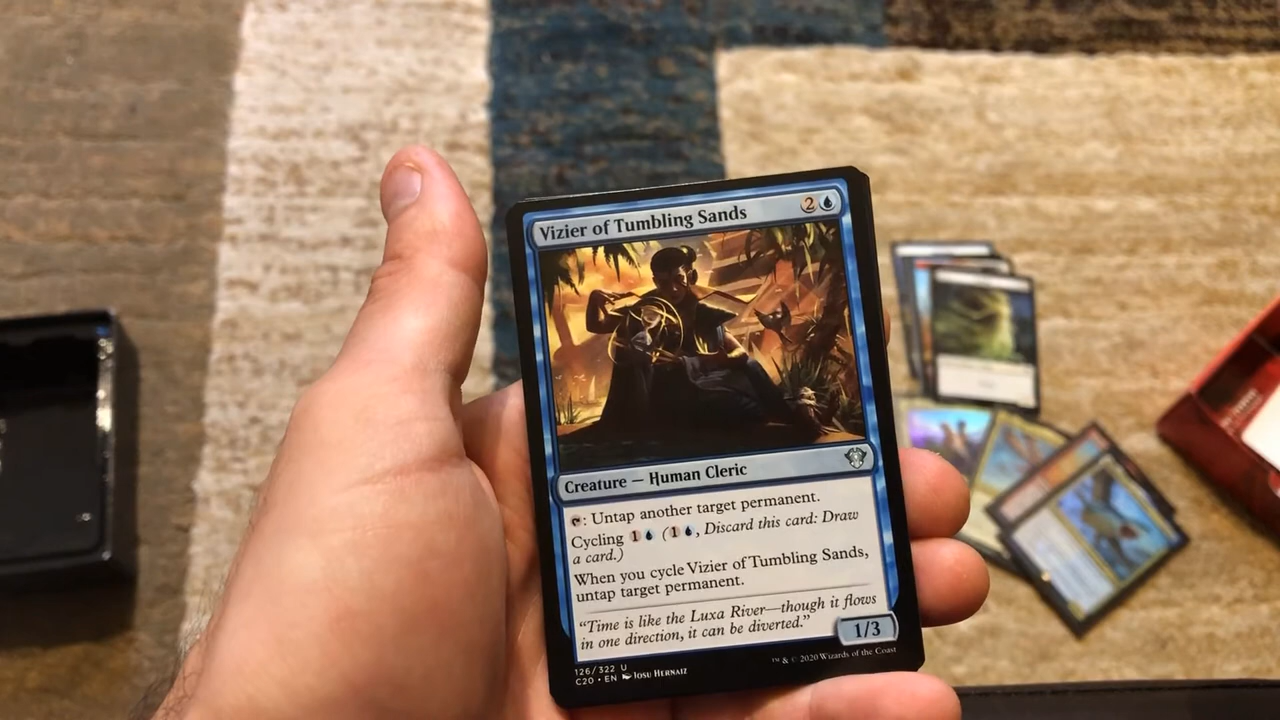 Vizier of Tumbling Sands 2
Creature — Human Cleric
: Untap another target permanent.
Cycling 1 (1, Discard this card: Draw
a card.)
When you cycle Vizier of Tumbling Sands,
untap target permanent.
“Time is like the Luxa River—though it flows
in one direction, it can be diverted.”
1/3
126/322 U
C20 • EN Josu Hernaiz
™ & © 2020 Wizards of the Coast